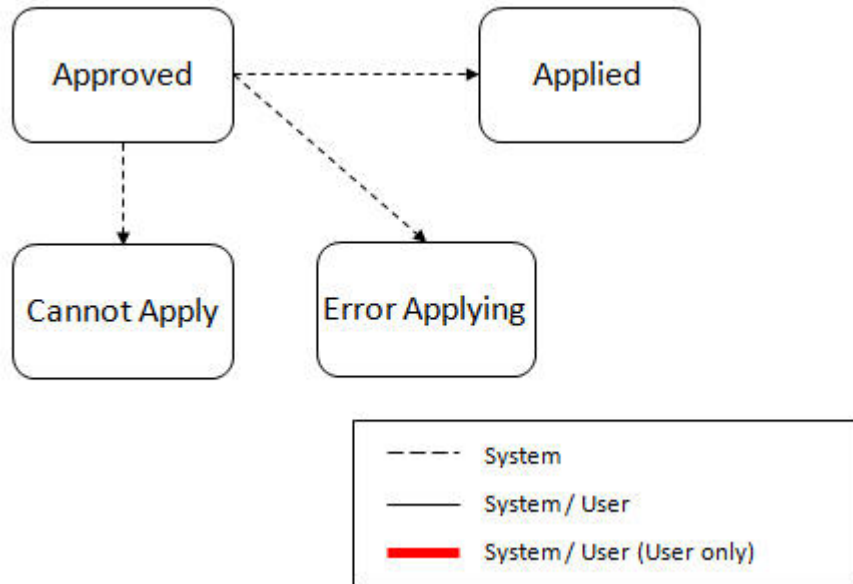 Approved
Applied
Cannot Apply
Error Applying
System
System / User
System / User (User only)